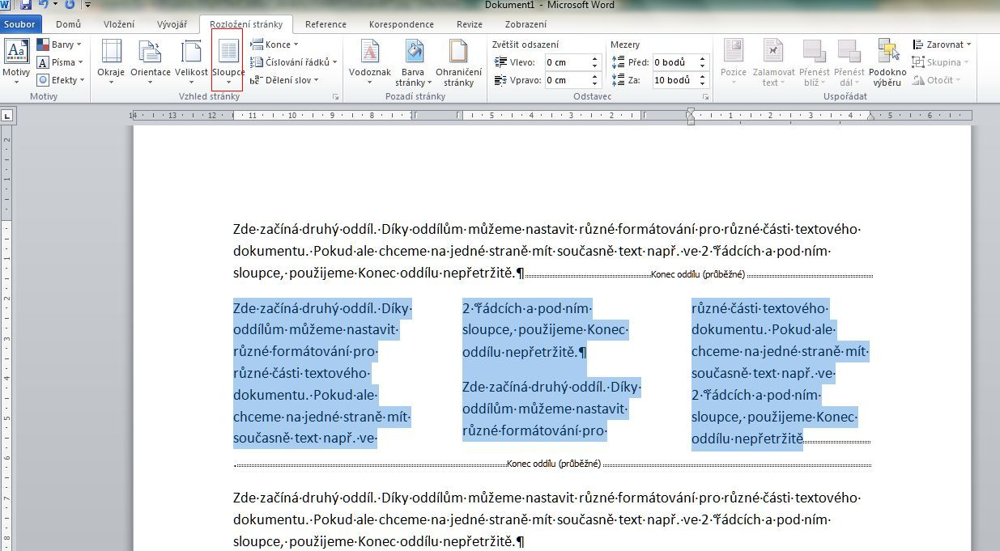 Dokument1 - Microsoft Word
Soubor Domů Vložení Vývojář Rozložení stránky Reference Korespondence Revize Zobrazení
Motivy
Barvy
Písma
Efekty
Motivy
Okraje Orientace Velikost Sloupce
Konce
Číslování řádků
Dělení slov
Vzhled stránky
Vodoznak Barva stránky Ohraničení stránky
Pozadí stránky
Zvětšit odsazení
Vlevo: 0 cm
Vpravo: 0 cm
Mezery
Před: 0 bodů
Za: 10 bodů
Odstavec
Pozice Zalamovat text Přenést blíž Přenést dál Podokno výběru
Zarovnat
Skupina
Otočit
Uspořádat
14 13 12 11 10 9 8 7 5 4 3 2 1 1 2 3 4 5 6
2
1
1
2
3
4
5
6
7
8
Zde·začíná·druhý·oddíl.·Díky·oddílům·můžeme·nastavit·různé·formátování·pro·různé·části·textového·
dokumentu.·Pokud·ale·chceme·na·jedné·straně·mít·současně·text·např.·ve·2·řádcích·a·pod·ním·
sloupce,·použijeme·Konec·oddílu·nepřetržitě.¶ Konec oddílu (průběžné)
Zde·začíná·druhý·oddíl.·Díky·
oddílům·můžeme·nastavit·
různé·formátování·pro·
různé·části·textového·
dokumentu.·Pokud·ale·
chceme·na·jedné·straně·mít·
současně·text·např.·ve·
2·řádcích·a·pod·ním·
sloupce,·použijeme·Konec·
oddílu·nepřetržitě.¶
Zde·začíná·druhý·oddíl.·Díky·
oddílům·můžeme·nastavit·
různé·formátování·pro·
různé·části·textového·
dokumentu.·Pokud·ale·
chceme·na·jedné·straně·mít·
současně·text·např.·ve·
2·řádcích·a·pod·ním·
sloupce,·použijeme·Konec·
oddílu·nepřetržitě
. Konec oddílu (průběžné)
Zde·začíná·druhý·oddíl.·Díky·oddílům·můžeme·nastavit·různé·formátování·pro·různé·části·textového·
dokumentu.·Pokud·ale·chceme·na·jedné·straně·mít·současně·text·např.·ve·2·řádcích·a·pod·ním·
sloupce,·použijeme·Konec·oddílu·nepřetržitě.¶